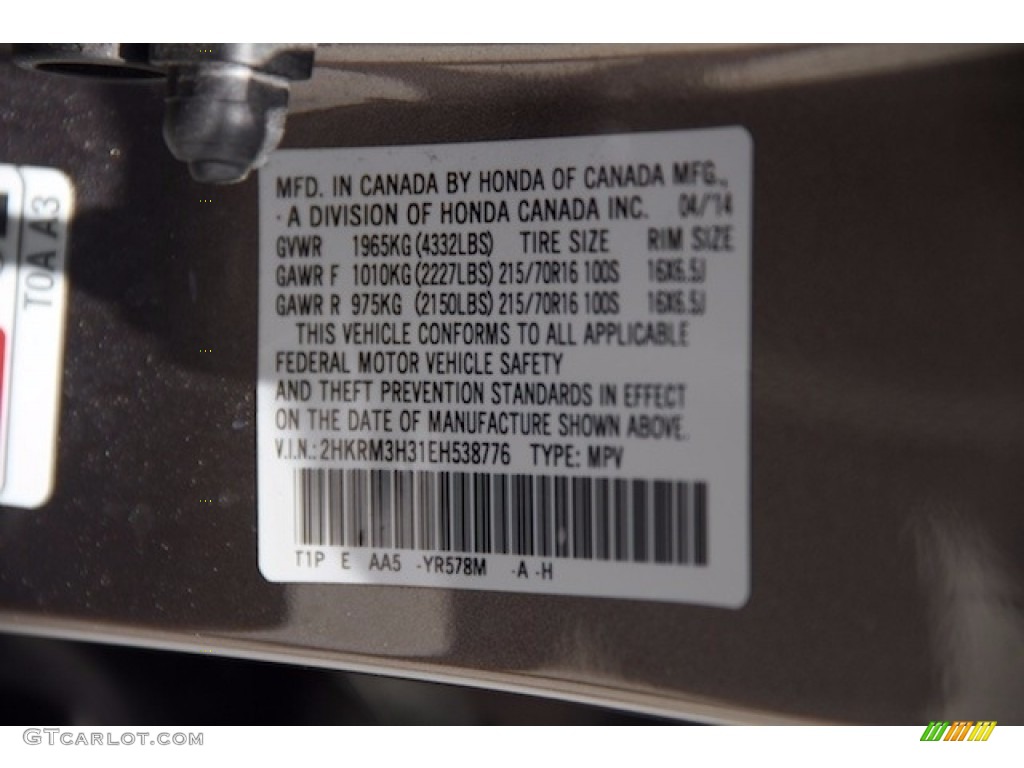 MFD. IN CANADA BY HONDA OF CANADA MFG.,
A DIVISION OF HONDA CANADA INC. 04/'14
GVWR 1965KG (4332LBS) TIRE SIZE RIM SIZE
GAWR F 1010KG (2227LBS) 215/70R16 100S 16X6.5J
GAWR R 975KG (2150LBS) 215/70R16 100S 16X6.5J
THIS VEHICLE CONFORMS TO ALL APPLICABLE
FEDERAL MOTOR VEHICLE SAFETY
AND THEFT PREVENTION STANDARDS IN EFFECT
ON THE DATE OF MANUFACTURE SHOWN ABOVE.
V.I.N.: 2HKRM3H31EH538776 TYPE: MPV
T1P E AA5 -YR578M -A -H
T0A A3
GTCARLOT.COM